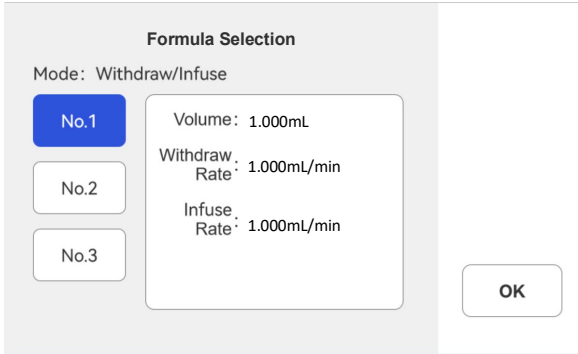 Formula Selection
Mode: Withdraw/Infuse
No.1
No.2
No.3
Volume: 1.000mL
Withdraw
Rate: 1.000mL/min
Infuse
Rate: 1.000mL/min
OK